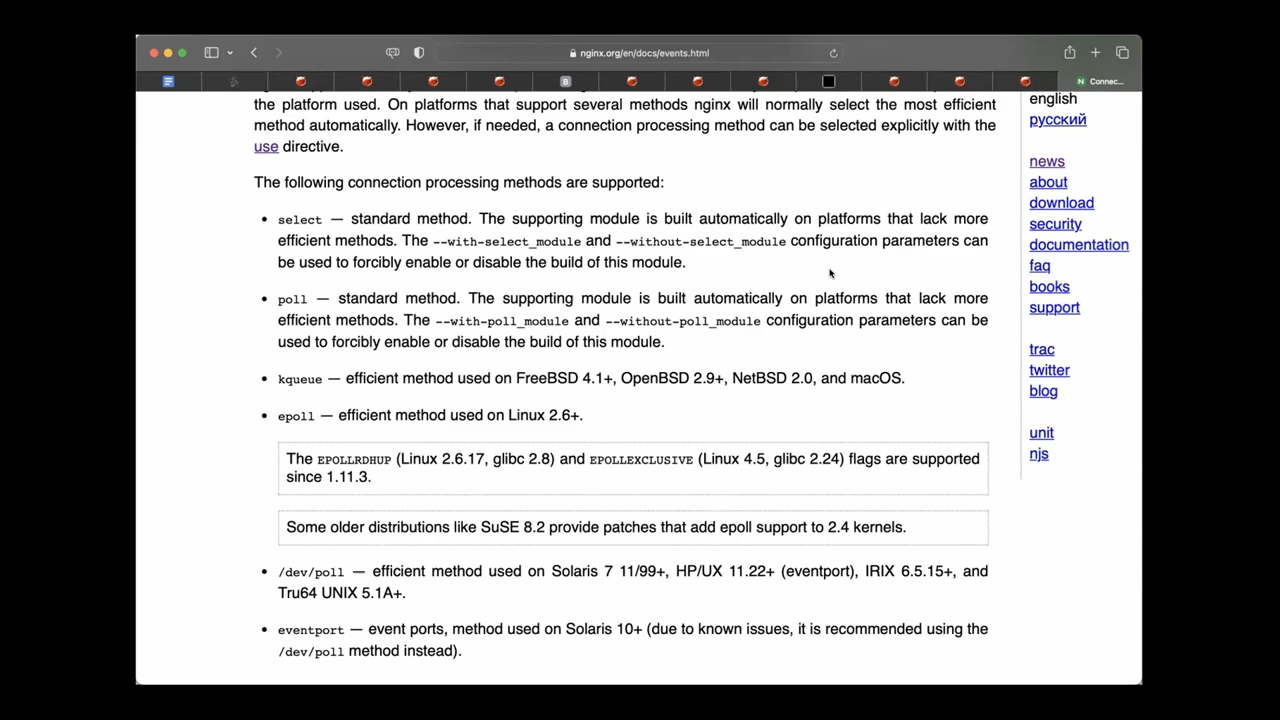 nginx.org/en/docs/events.html
B
N Connec...
the platform used. On platforms that support several methods nginx will normally select the most efficient
method automatically. However, if needed, a connection processing method can be selected explicitly with the
use directive.
The following connection processing methods are supported:
• select — standard method. The supporting module is built automatically on platforms that lack more
efficient methods. The --with-select_module and --without-select_module configuration parameters can
be used to forcibly enable or disable the build of this module.
• poll — standard method. The supporting module is built automatically on platforms that lack more
efficient methods. The --with-poll_module and --without-poll_module configuration parameters can be
used to forcibly enable or disable the build of this module.
• kqueue — efficient method used on FreeBSD 4.1+, OpenBSD 2.9+, NetBSD 2.0, and macOS.
• epoll — efficient method used on Linux 2.6+.
The EPOLLRDHUP (Linux 2.6.17, glibc 2.8) and EPOLLEXCLUSIVE (Linux 4.5, glibc 2.24) flags are supported
since 1.11.3.
Some older distributions like SuSE 8.2 provide patches that add epoll support to 2.4 kernels.
• /dev/poll — efficient method used on Solaris 7 11/99+, HP/UX 11.22+ (eventport), IRIX 6.5.15+, and
Tru64 UNIX 5.1A+.
• eventport — event ports, method used on Solaris 10+ (due to known issues, it is recommended using the
/dev/poll method instead).
english
русский
news
about
download
security
documentation
faq
books
support
trac
twitter
blog
unit
njs